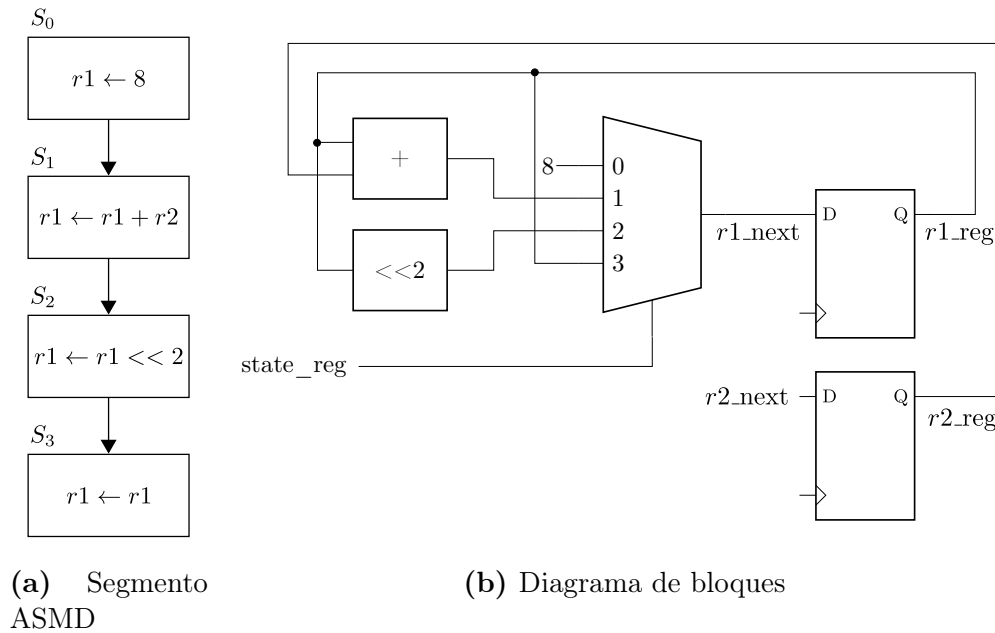 S0
r1 ← 8
S1
r1 ← r1 + r2
S2
r1 ← r1 << 2
S3
r1 ← r1
(a) Segmento
ASMD
+
<<2
8
0
1
2
3
state_reg
r1_next
D
Q
r1_reg
r2_next
D
Q
r2_reg
(b) Diagrama de bloques